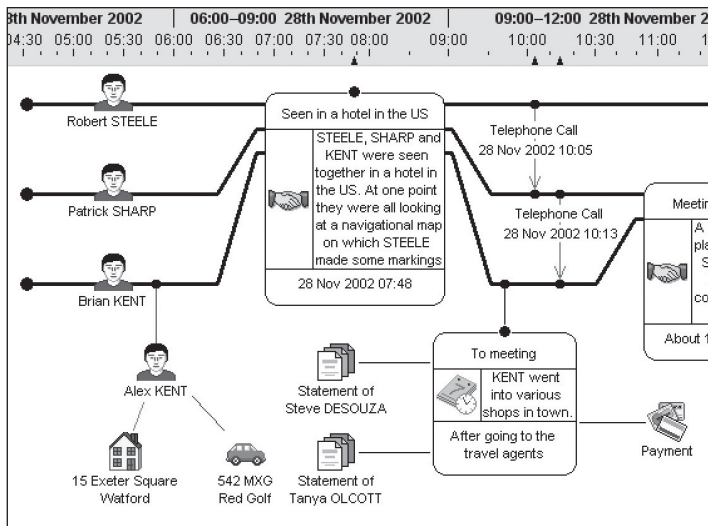 8th November 2002
06:00–09:00 28th November 2002
09:00–12:00 28th November 2
04:30 05:00 05:30 06:00 06:30 07:00 07:30 08:00 09:00 10:00 10:30 11:00 1
Robert STEELE
Patrick SHARP
Brian KENT
Seen in a hotel in the US
STEELE, SHARP and
KENT were seen
together in a hotel in
the US. At one point
they were all looking
at a navigational map
on which STEELE
made some markings
28 Nov 2002 07:48
Telephone Call
28 Nov 2002 10:05
Telephone Call
28 Nov 2002 10:13
Meetin
A
pla
S
co
About 1
Alex KENT
15 Exeter Square
Watford
542 MXG
Red Golf
Statement of
Steve DESOUZA
Statement of
Tanya OLCOTT
To meeting
7
KENT went
into various
shops in town.
After going to the
travel agents
Payment